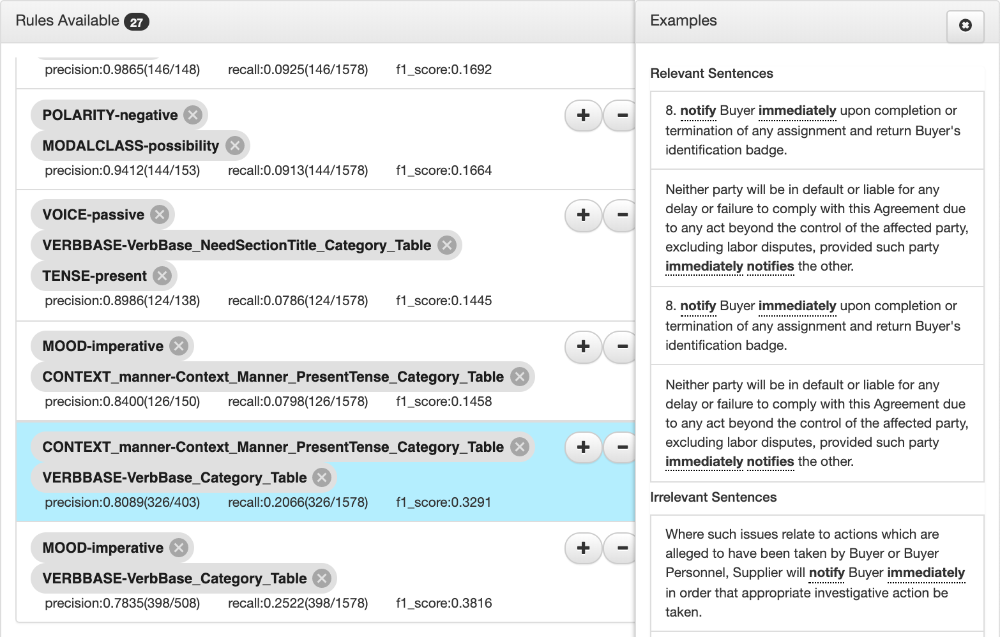 Rules Available 27
precision:0.9865(146/148) recall:0.0925(146/1578) f1_score:0.1692
POLARITY-negative
MODALCLASS-possibility
precision:0.9412(144/153) recall:0.0913(144/1578) f1_score:0.1664
VOICE-passive
VERBBASE-VerbBase_NeedSectionTitle_Category_Table
TENSE-present
precision:0.8986(124/138) recall:0.0786(124/1578) f1_score:0.1445
MOOD-imperative
CONTEXT_manner-Context_Manner_PresentTense_Category_Table
precision:0.8400(126/150) recall:0.0798(126/1578) f1_score:0.1458
CONTEXT_manner-Context_Manner_PresentTense_Category_Table
VERBBASE-VerbBase_Category_Table
precision:0.8089(326/403) recall:0.2066(326/1578) f1_score:0.3291
MOOD-imperative
VERBBASE-VerbBase_Category_Table
precision:0.7835(398/508) recall:0.2522(398/1578) f1_score:0.3816
Examples
Relevant Sentences
8. notify Buyer immediately upon completion or
termination of any assignment and return Buyer's
identification badge.
Neither party will be in default or liable for any
delay or failure to comply with this Agreement due
to any act beyond the control of the affected party,
excluding labor disputes, provided such party
immediately notifies the other.
8. notify Buyer immediately upon completion or
termination of any assignment and return Buyer's
identification badge.
Neither party will be in default or liable for any
delay or failure to comply with this Agreement due
to any act beyond the control of the affected party,
excluding labor disputes, provided such party
immediately notifies the other.
Irrelevant Sentences
Where such issues relate to actions which are
alleged to have been taken by Buyer or Buyer
Personnel, Supplier will notify Buyer immediately
in order that appropriate investigative action be
taken.